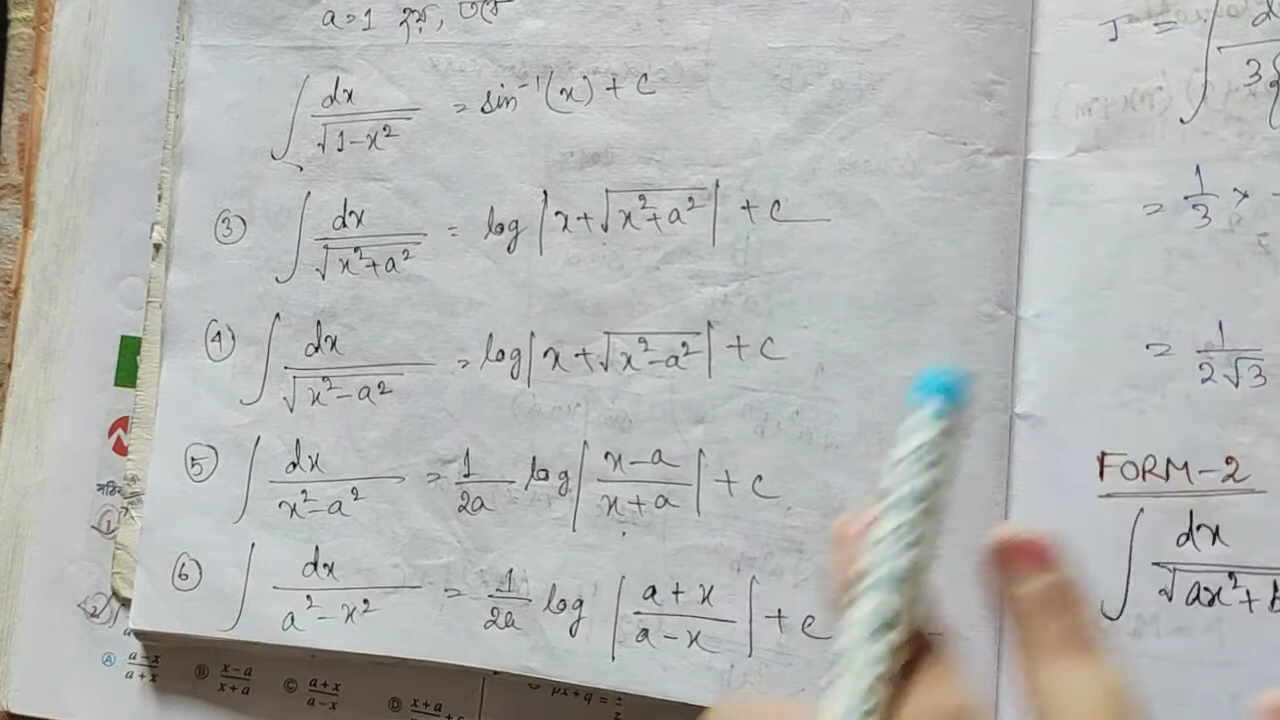 a=1 হয়, তবে
∫ dx/√(1-x²) = sin⁻¹(x) + c
③ ∫ dx/√(x²+a²) = log |x+√(x²+a²)| + c
④ ∫ dx/√(x²-a²) = log |x+√(x²-a²)| + c
⑤ ∫ dx/(x²-a²) = 1/2a log |(x-a)/(x+a)| + c
⑥ ∫ dx/(a²-x²) = 1/2a log |(a+x)/(a-x)| + c
Ⓐ (a-x)/(a+x) Ⓑ (x-a)/(x+a) Ⓒ (a+x)/(a-x) Ⓓ (x+a)
px+q =
= 1/3 ×
= 1/2√3
FORM-2
∫ dx/√(ax²+